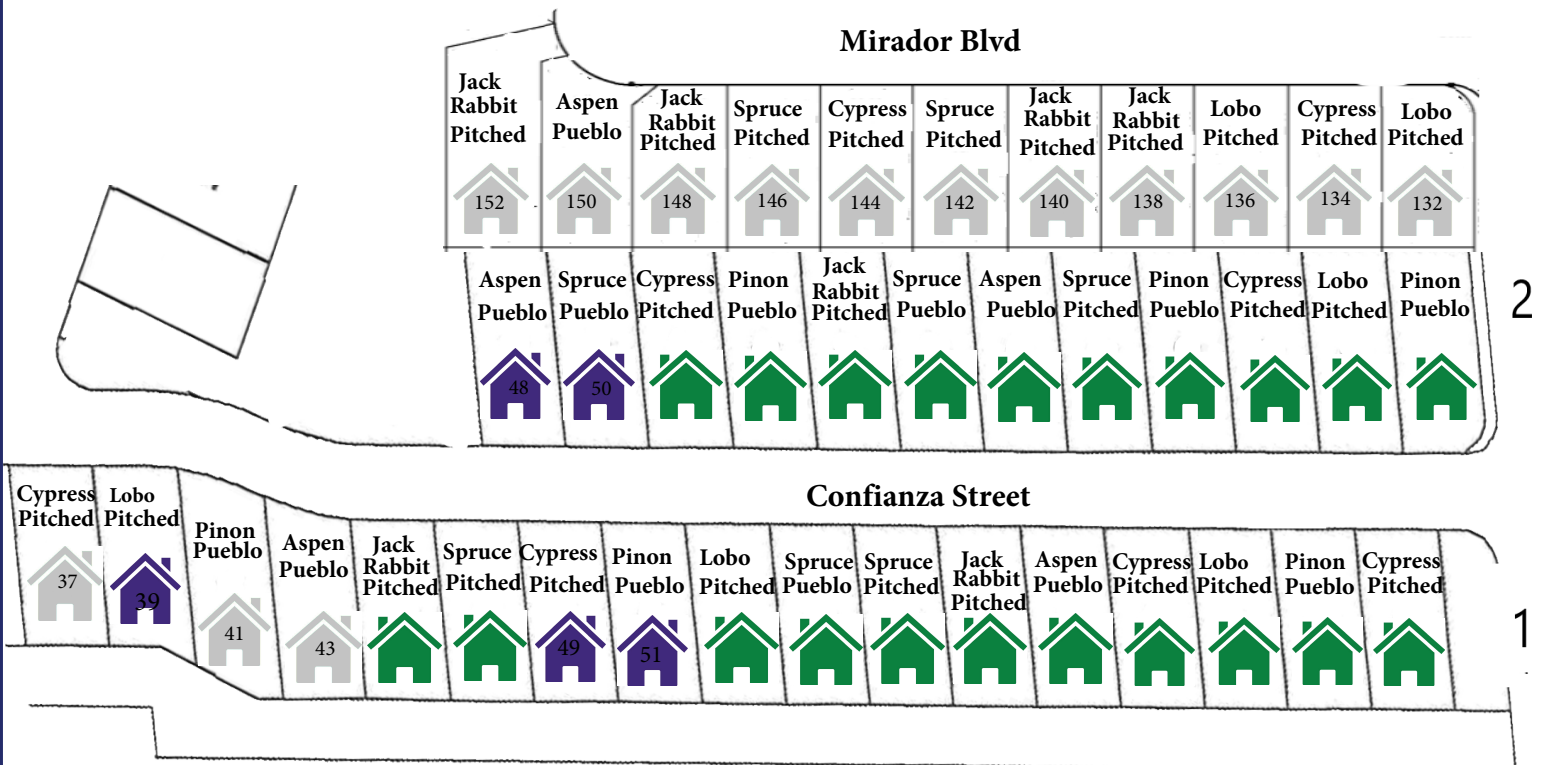 Mirador Blvd
Jack
Rabbit
Pitched
Aspen
Pueblo
Jack
Rabbit
Pitched
Spruce
Pitched
Cypress
Pitched
Spruce
Pitched
Jack
Rabbit
Pitched
Jack
Rabbit
Pitched
Lobo
Pitched
Cypress
Pitched
Lobo
Pitched
152
150
148
146
144
142
140
138
136
134
132
Aspen
Pueblo
Spruce
Pueblo
Cypress
Pitched
Pinon
Pueblo
Jack
Rabbit
Pitched
Spruce
Pueblo
Aspen
Pueblo
Spruce
Pitched
Pinon
Pueblo
Cypress
Pitched
Lobo
Pitched
Pinon
Pueblo
2
48
50
Confianza Street
Cypress
Pitched
Lobo
Pitched
Pinon
Pueblo
Aspen
Pueblo
Jack
Rabbit
Pitched
Spruce
Pitched
Cypress
Pitched
Pinon
Pueblo
Lobo
Pitched
Spruce
Pueblo
Spruce
Pitched
Jack
Rabbit
Pitched
Aspen
Pueblo
Cypress
Pitched
Lobo
Pitched
Pinon
Pueblo
Cypress
Pitched
1
37
39
41
43
49
51